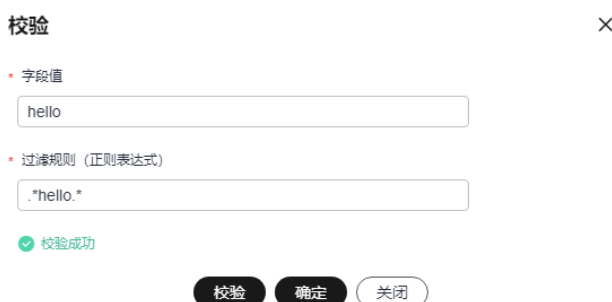 校验
* 字段值
hello
* 过滤规则（正则表达式）
.*hello.*
校验成功
校验 确定 关闭